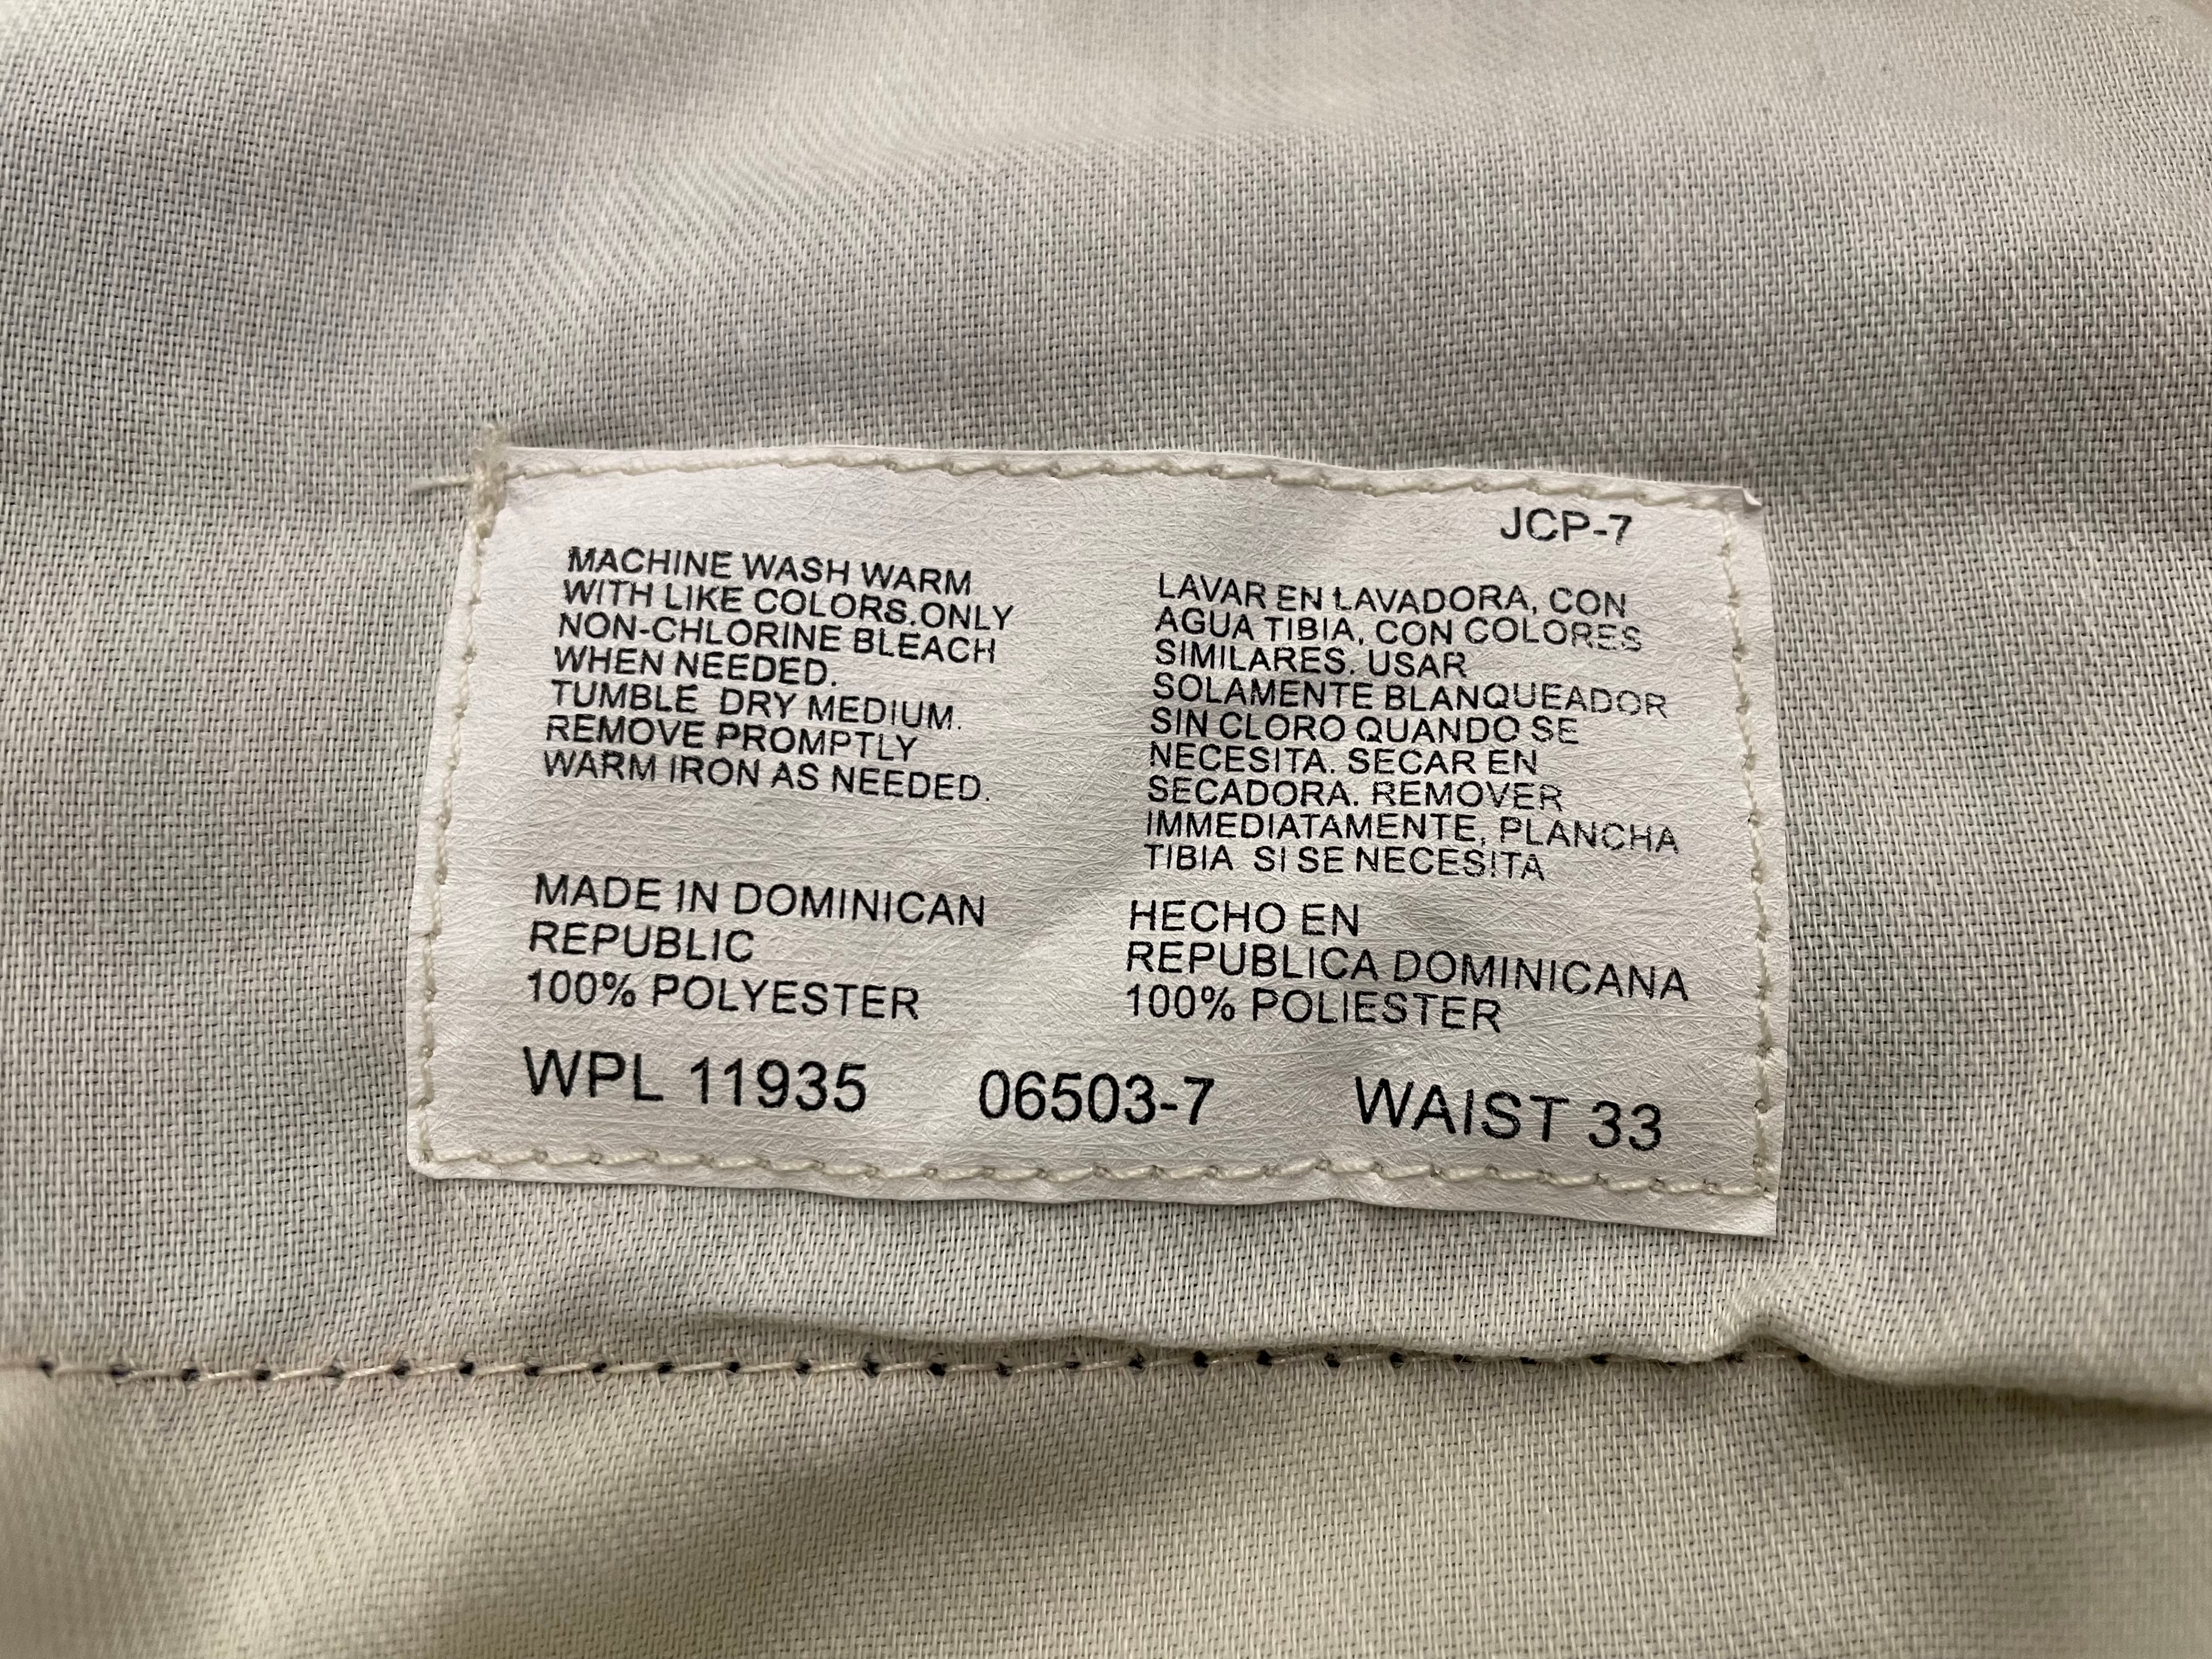 JCP-7
MACHINE WASH WARM
WITH LIKE COLORS.ONLY
NON-CHLORINE BLEACH
WHEN NEEDED.
TUMBLE DRY MEDIUM.
REMOVE PROMPTLY
WARM IRON AS NEEDED.
LAVAR EN LAVADORA, CON
AGUA TIBIA, CON COLORES
SIMILARES. USAR
SOLAMENTE BLANQUEADOR
SIN CLORO QUANDO SE
NECESITA. SECAR EN
SECADORA. REMOVER
IMMEDIATAMENTE, PLANCHA
TIBIA SI SE NECESITA
MADE IN DOMINICAN
REPUBLIC
100% POLYESTER
HECHO EN
REPUBLICA DOMINICANA
100% POLIESTER
WPL 11935 06503-7 WAIST 33